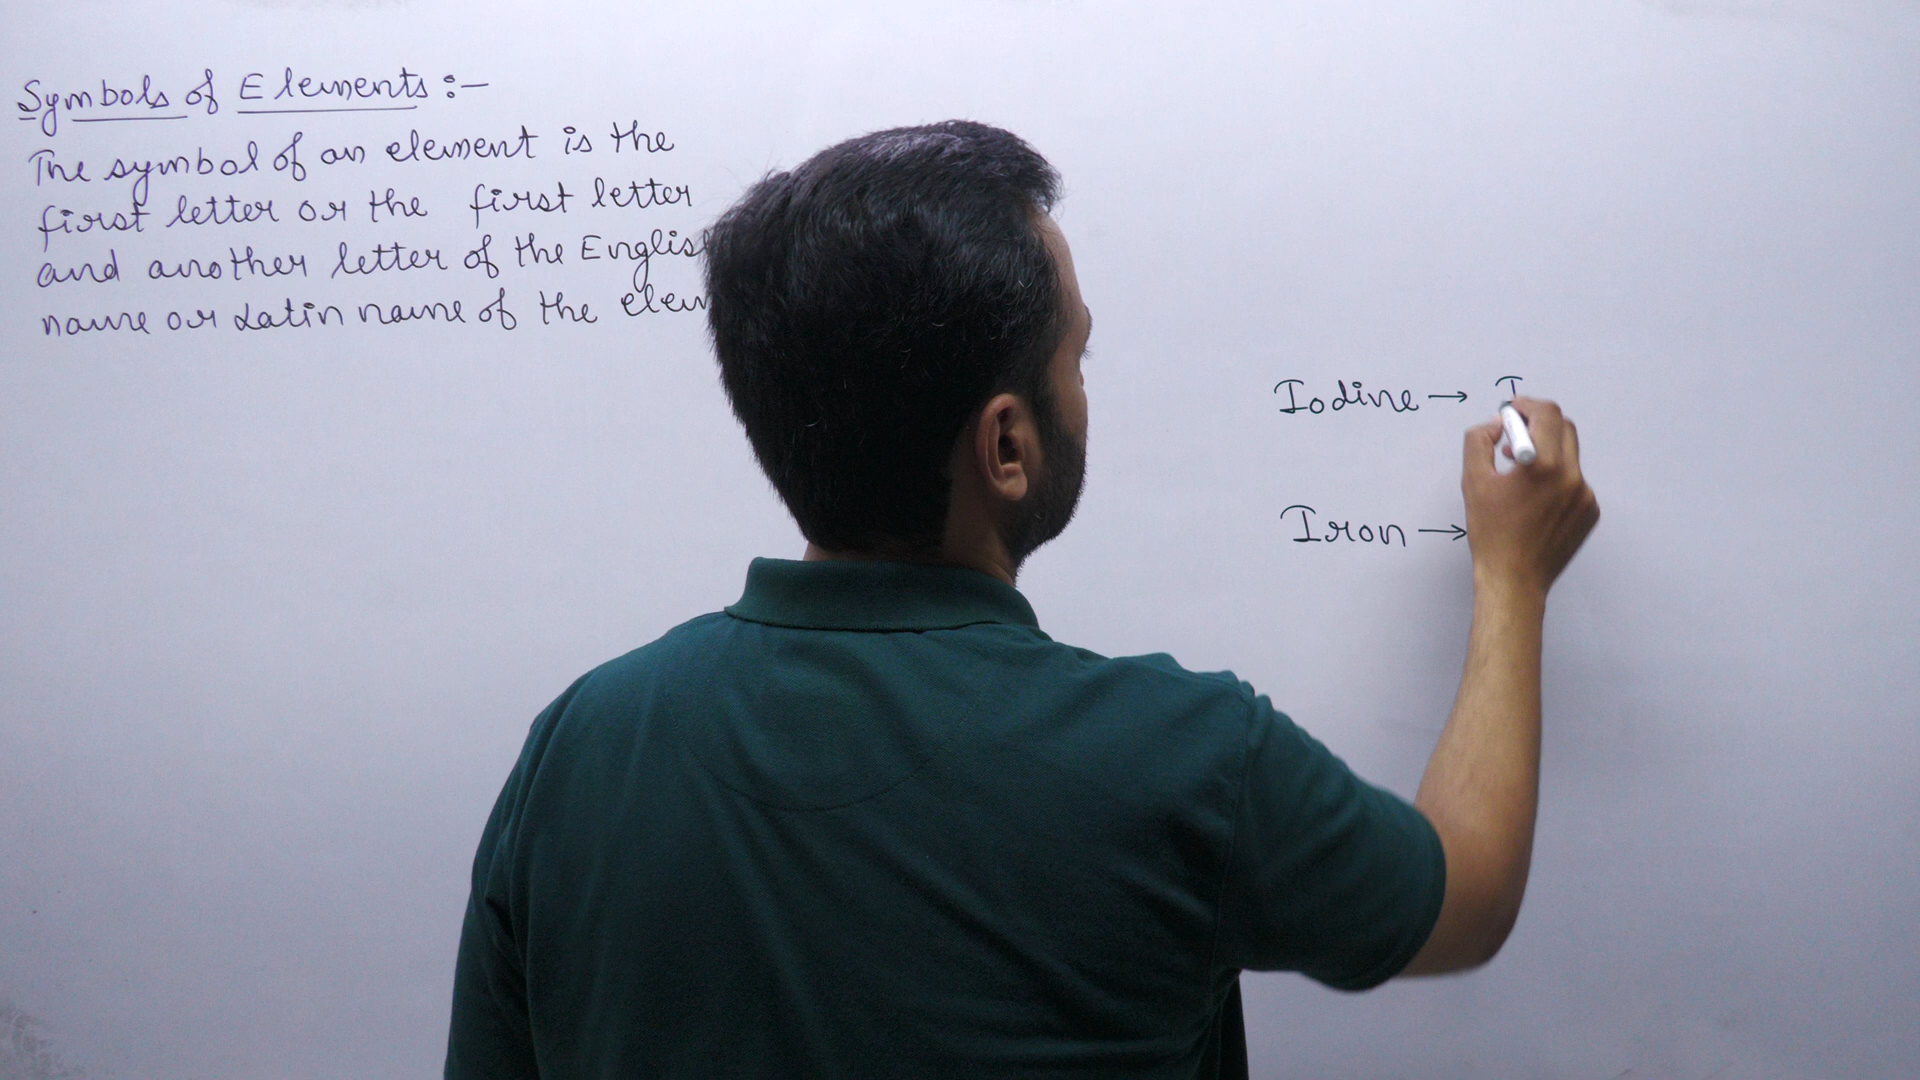 Symbols of Elements :-
The symbol of an element is the
first letter or the first letter
and another letter of the English
name or Latin name of the elem
Iodine → I
Iron →